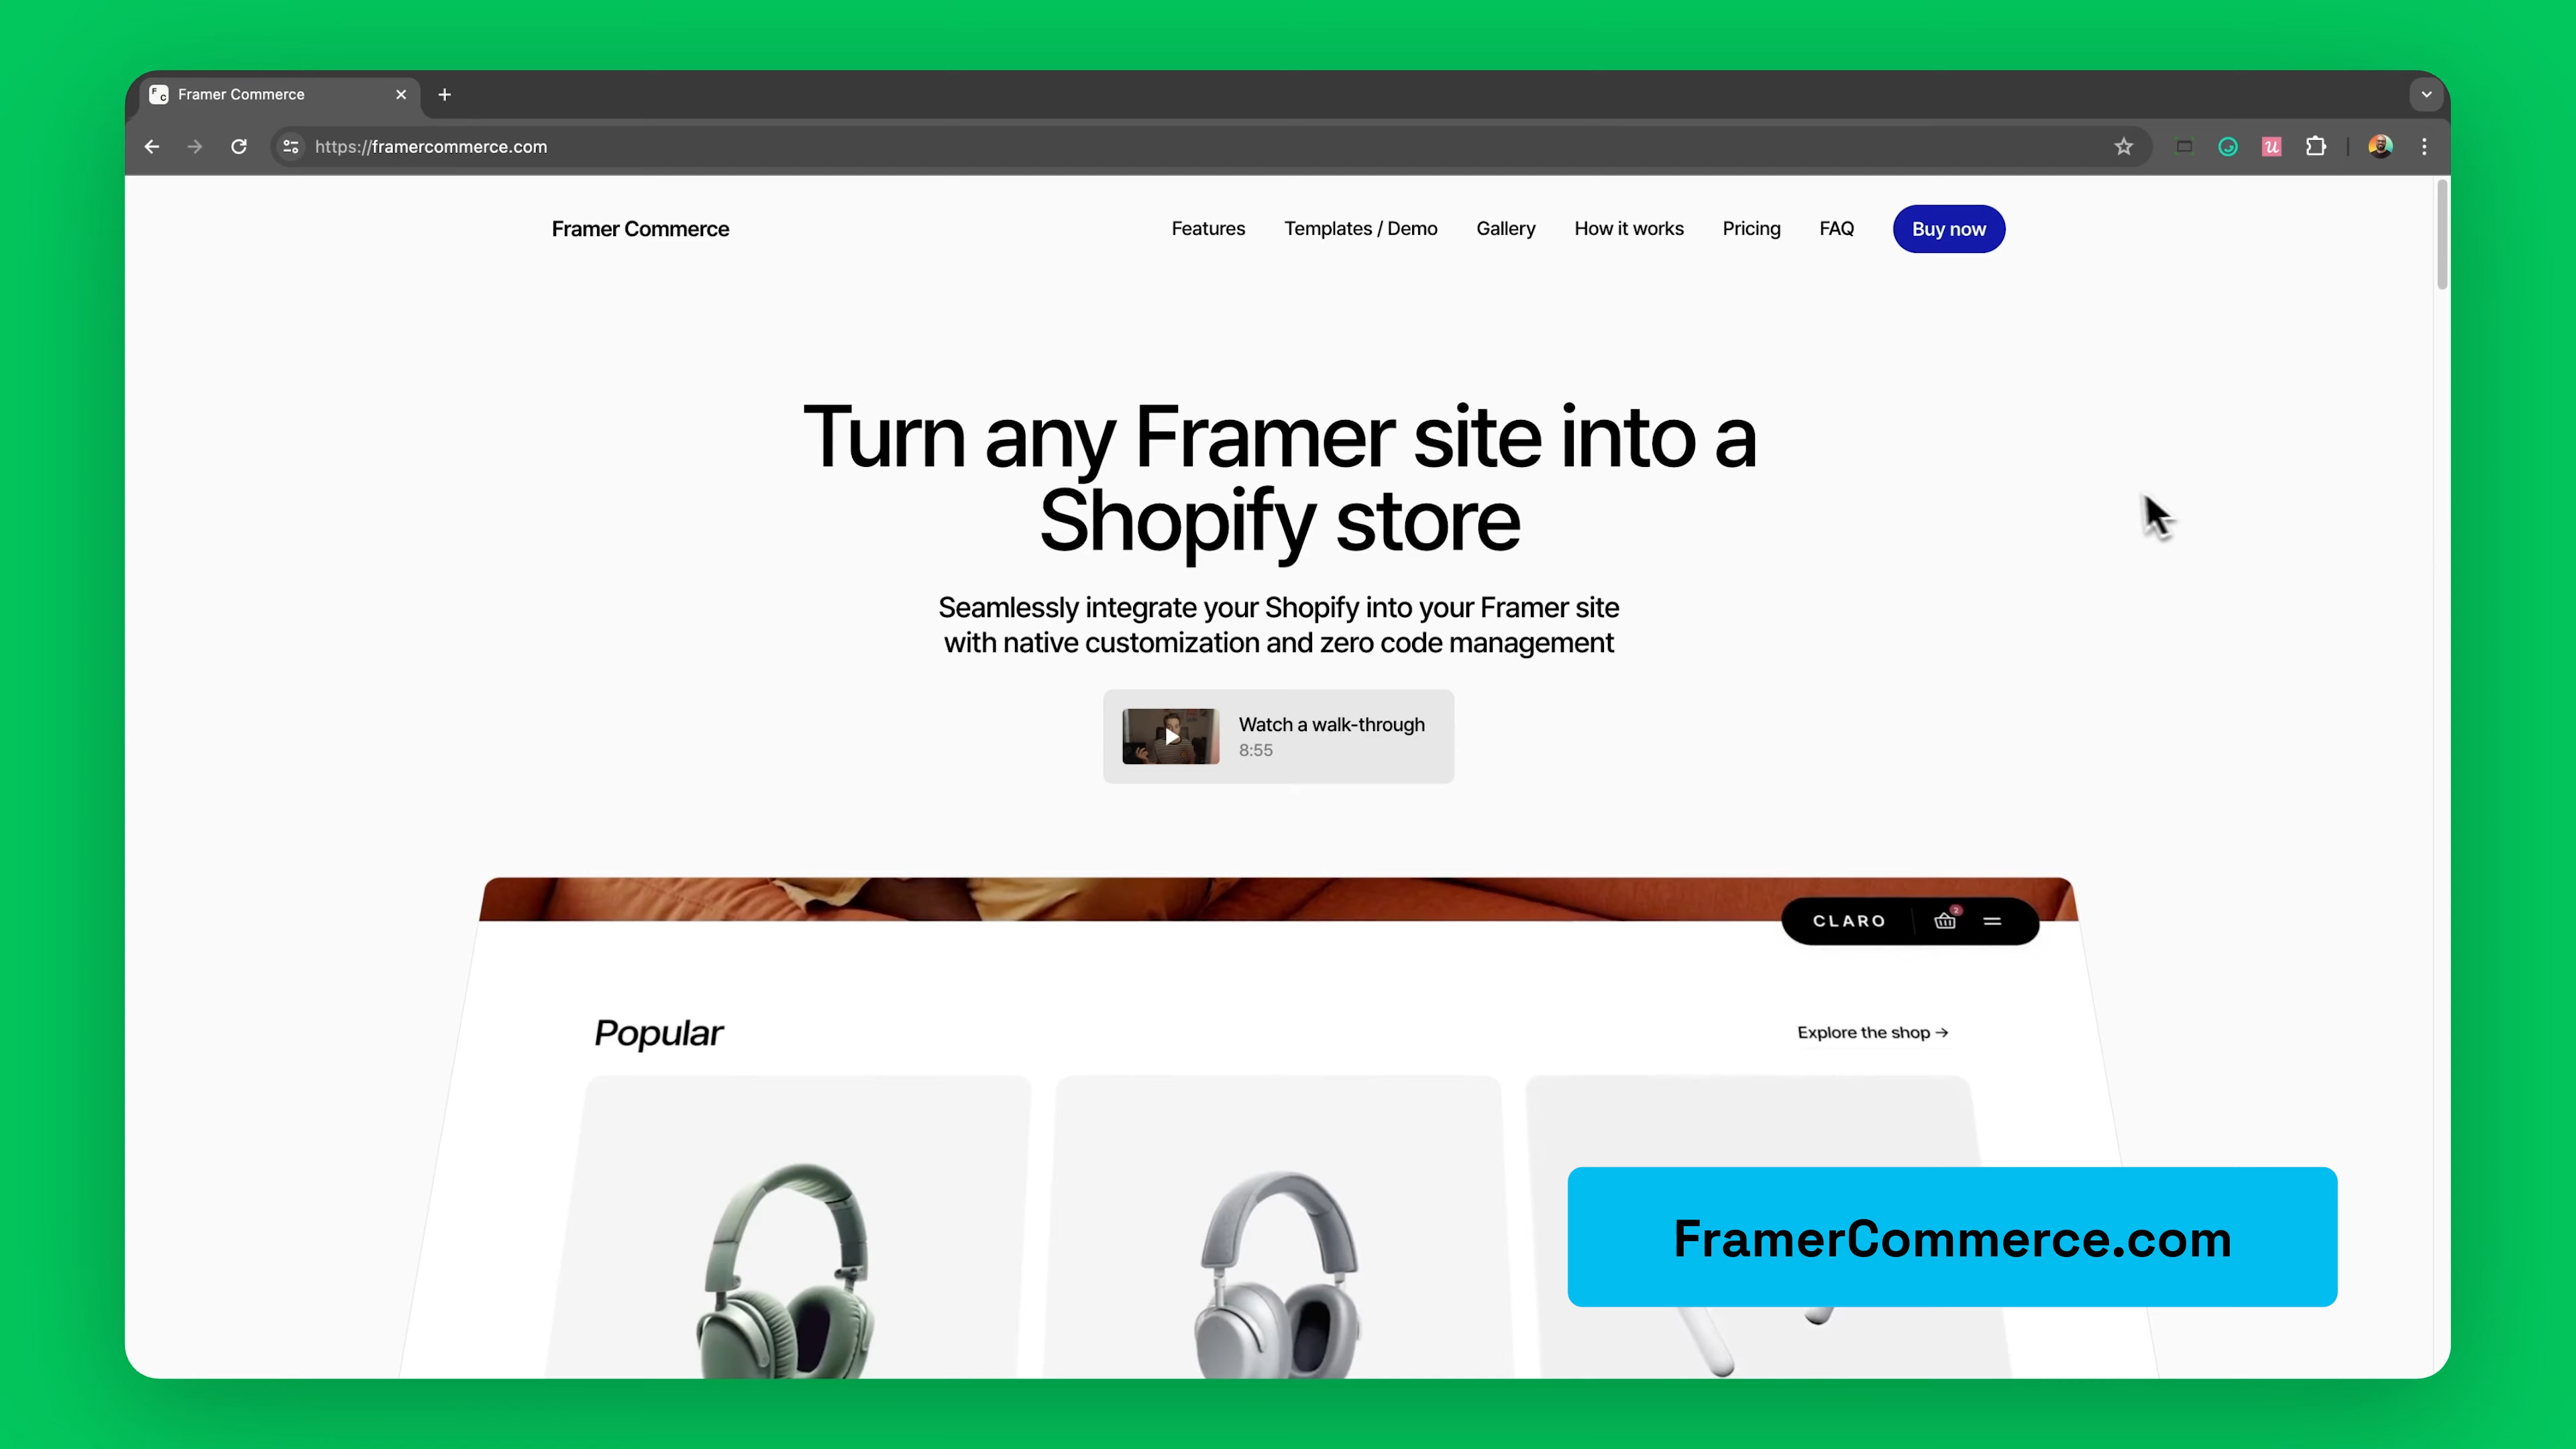 Framer Commerce
https://framercommerce.com
Framer Commerce
Features
Templates / Demo
Gallery
How it works
Pricing
FAQ
Buy now
Turn any Framer site into a
Shopify store
Seamlessly integrate your Shopify into your Framer site
with native customization and zero code management
Watch a walk-through
8:55
CLARO
2
Popular
Explore the shop →
FramerCommerce.com